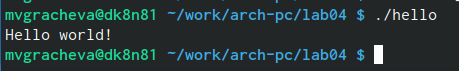 mvgracheva@dk8n81 ~/work/arch-pc/lab04 $ ./hello
Hello world!
mvgracheva@dk8n81 ~/work/arch-pc/lab04 $